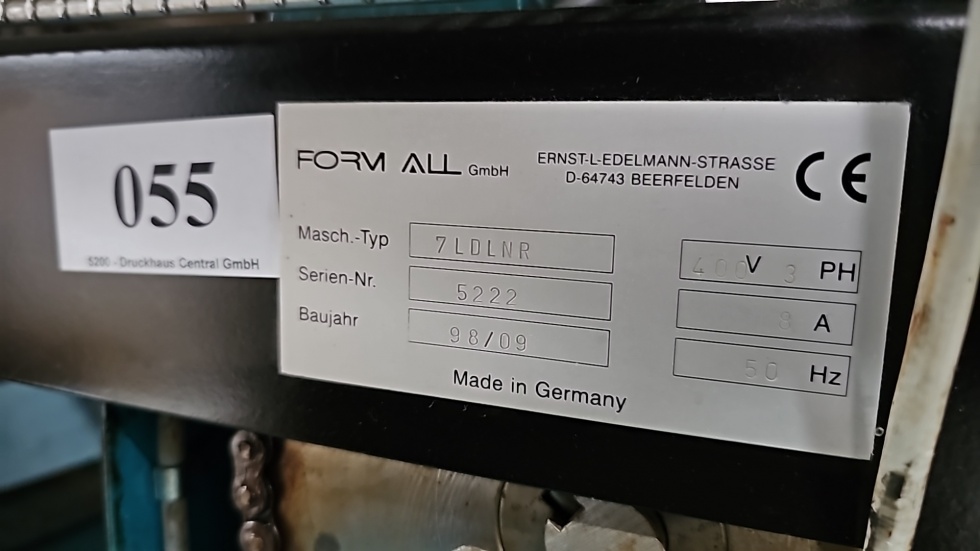 055
5200 - Druckhaus Central GmbH
FORM ALL GmbH
ERNST-L-EDELMANN-STRASSE
D-64743 BEERFELDEN
CE
Masch.-Typ 7LDLNR
400 V 3 PH
Serien-Nr. 5222
8 A
Baujahr 98/09
50 Hz
Made in Germany